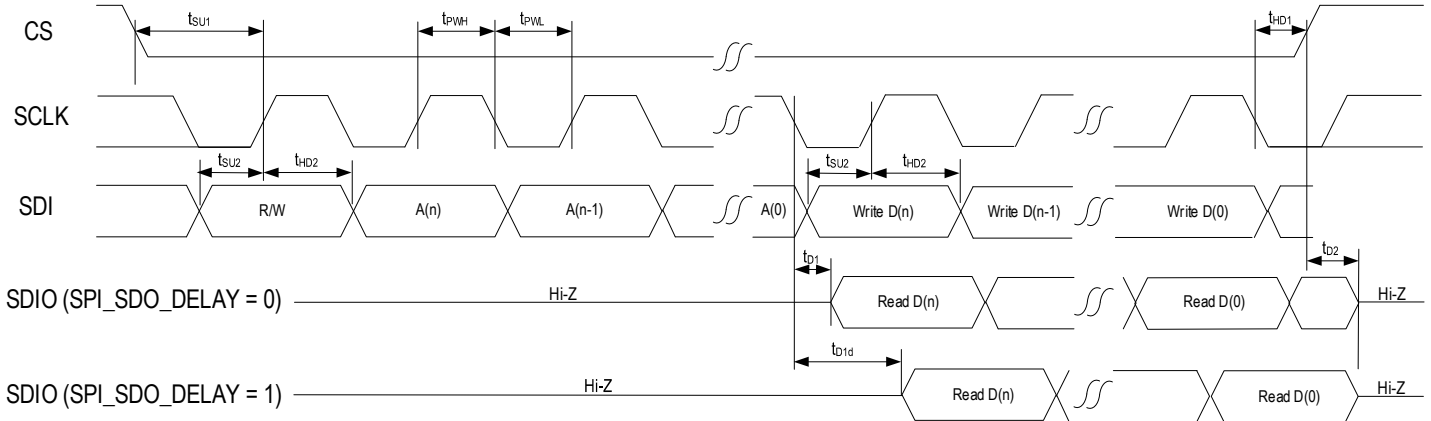 CS tSU1 tPWH tPWL tHD1
SCLK
tSU2 tHD2 tSU2 tHD2
SDI R/W A(n) A(n-1) A(0) Write D(n) Write D(n-1) Write D(0)
tD1 tD2
SDIO (SPI_SDO_DELAY = 0) Hi-Z Read D(n) Read D(0) Hi-Z
tD1d
SDIO (SPI_SDO_DELAY = 1) Hi-Z Read D(n) Read D(0) Hi-Z